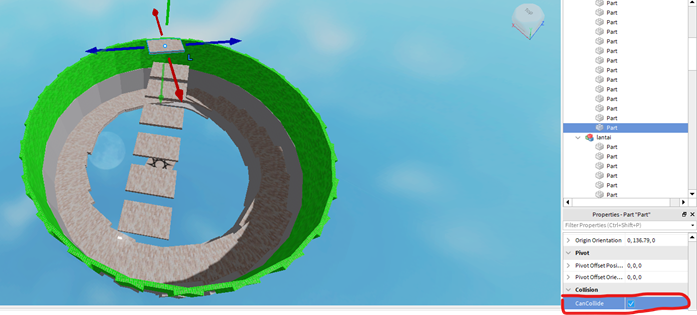 Part
Part
Part
Part
Part
Part
Part
Part
Part
Part
Part
Part
Part
Part
lantai
Part
Part
Part
Part
Part
Part
Properties - Part "Part"
Filter Properties (Ctrl+Shift+P)
Origin Orientation 0,136.79,0
Pivot
Pivot Offset Posi... 0,0,0
Pivot Offset Orie... 0,0,0
Collision
CanCollide
L